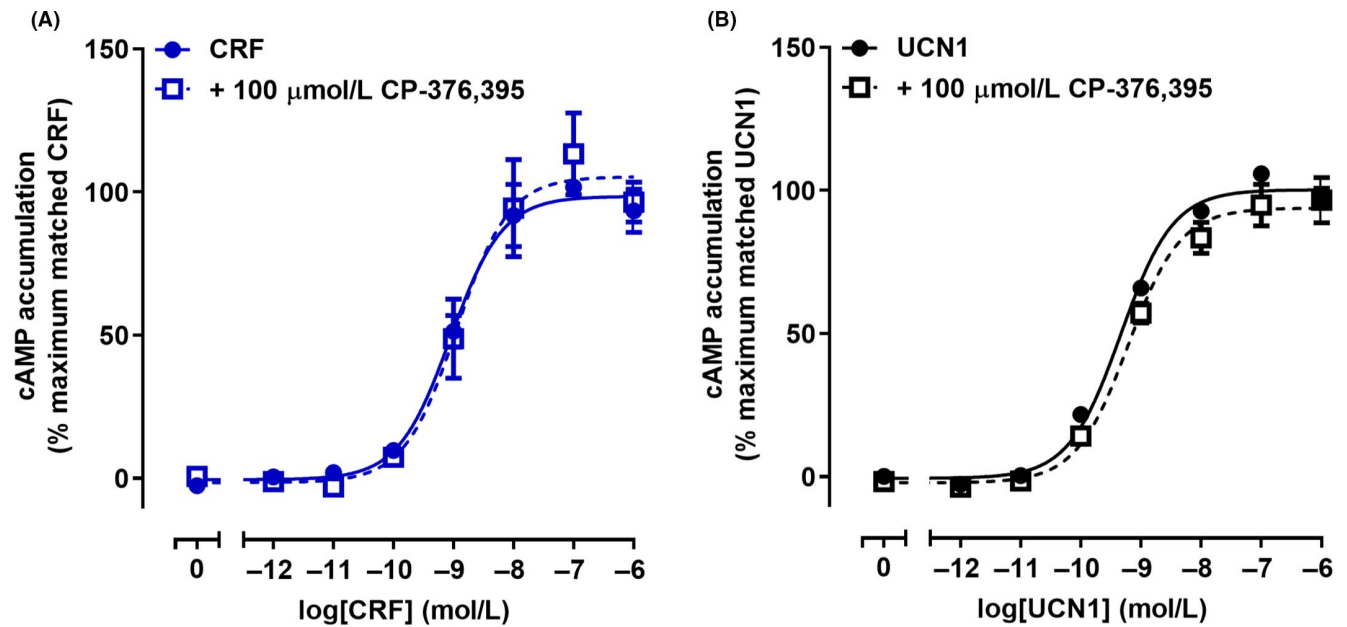 (A)
CRF
+ 100 μmol/L CP-376,395
cAMP accumulation
(% maximum matched CRF)
150
100
50
0
0
–12
–11
–10
–9
–8
–7
–6
log[CRF] (mol/L)
(B)
UCN1
+ 100 μmol/L CP-376,395
cAMP accumulation
(% maximum matched UCN1)
150
100
50
0
0
–12
–11
–10
–9
–8
–7
–6
log[UCN1] (mol/L)